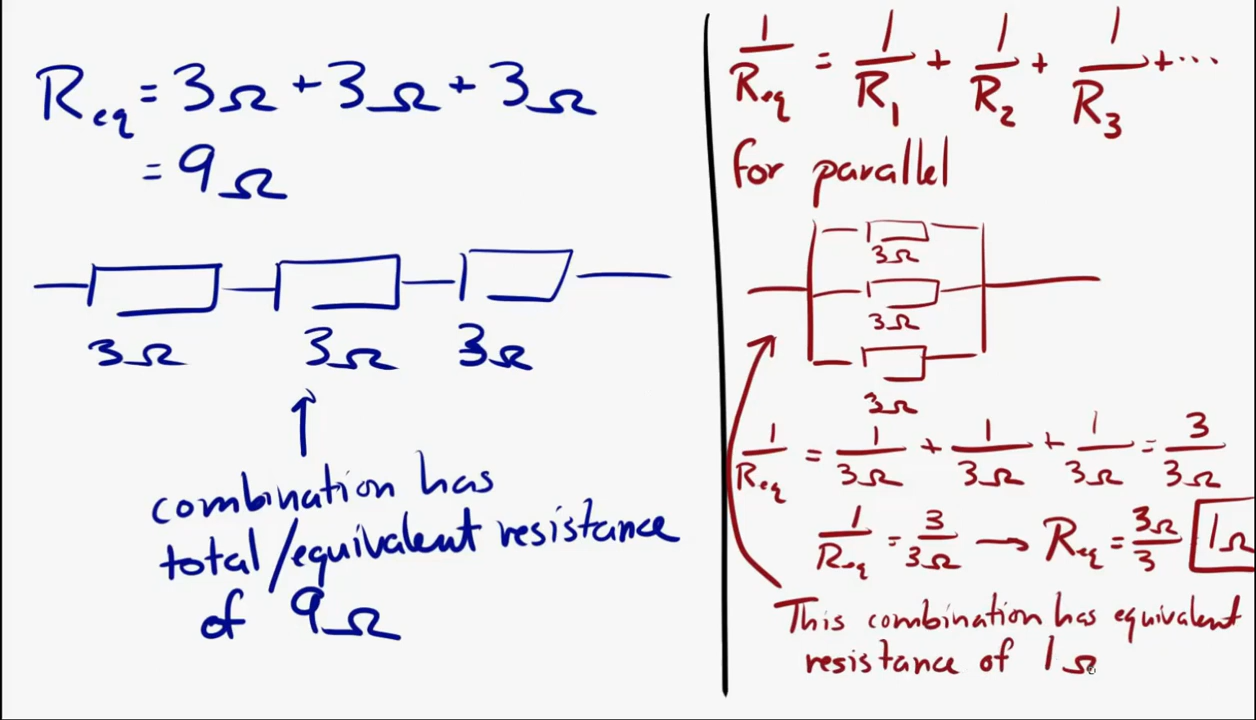 Req = 3Ω + 3Ω + 3Ω
= 9Ω
3Ω 3Ω 3Ω
combination has
total/equivalent resistance
of 9Ω
1/Req = 1/R1 + 1/R2 + 1/R3 + ...
for parallel
3Ω
3Ω
3Ω
1/Req = 1/3Ω + 1/3Ω + 1/3Ω = 3/3Ω
1/Req = 3/3Ω → Req = 3Ω/3 1Ω
This combination has equivalent
resistance of 1Ω